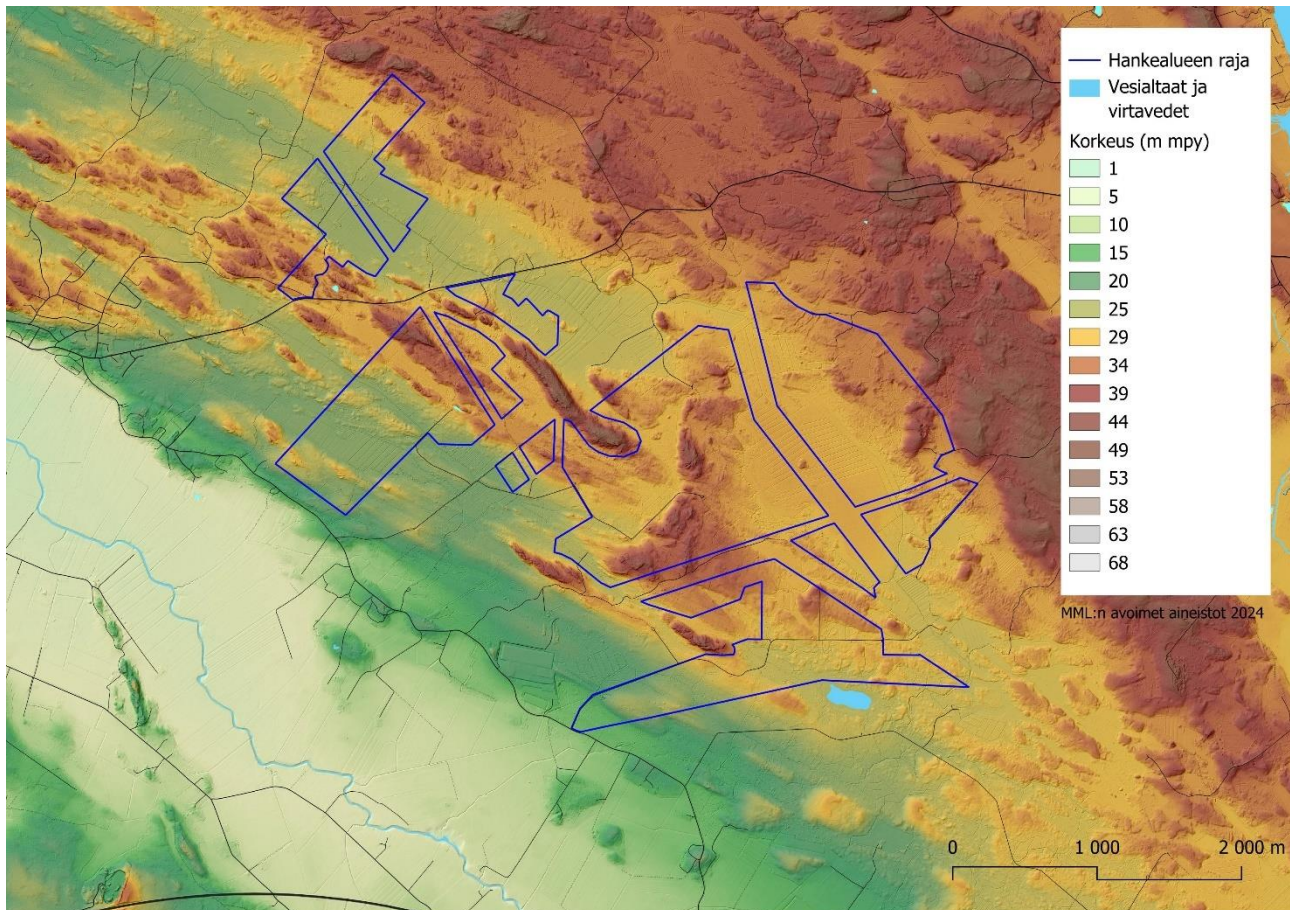 Hankealueen raja
Vesialtaat ja
virtavedet
Korkeus (m mpy)
1
5
10
15
20
25
29
34
39
44
49
53
58
63
68
MML:n avoimet aineistot 2024
0 1 000 2 000 m